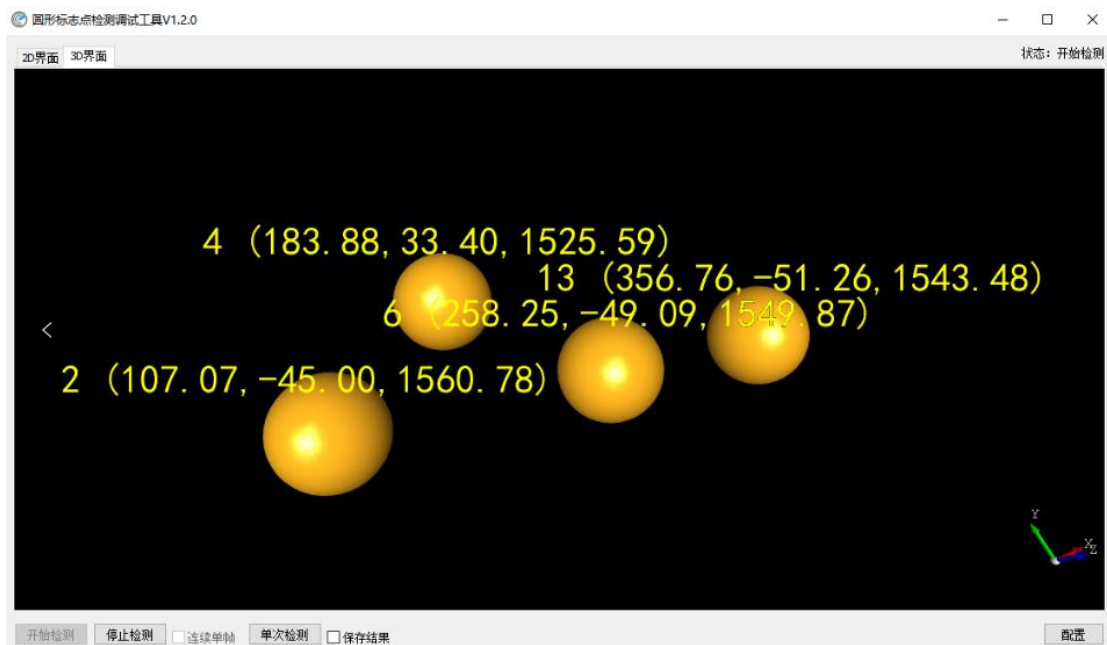 圆形标志点检测调试工具V1.2.0
2D界面 3D界面 状态：开始检测
4 (183.88,33.40,1525.59)
13 (356.76,-51.26,1543.48)
6 (258.25,-49.09,1549.87)
2 (107.07,-45.00,1560.78)
Y
X
Z
开始检测 停止检测 连续单帧 单次检测 保存结果 配置